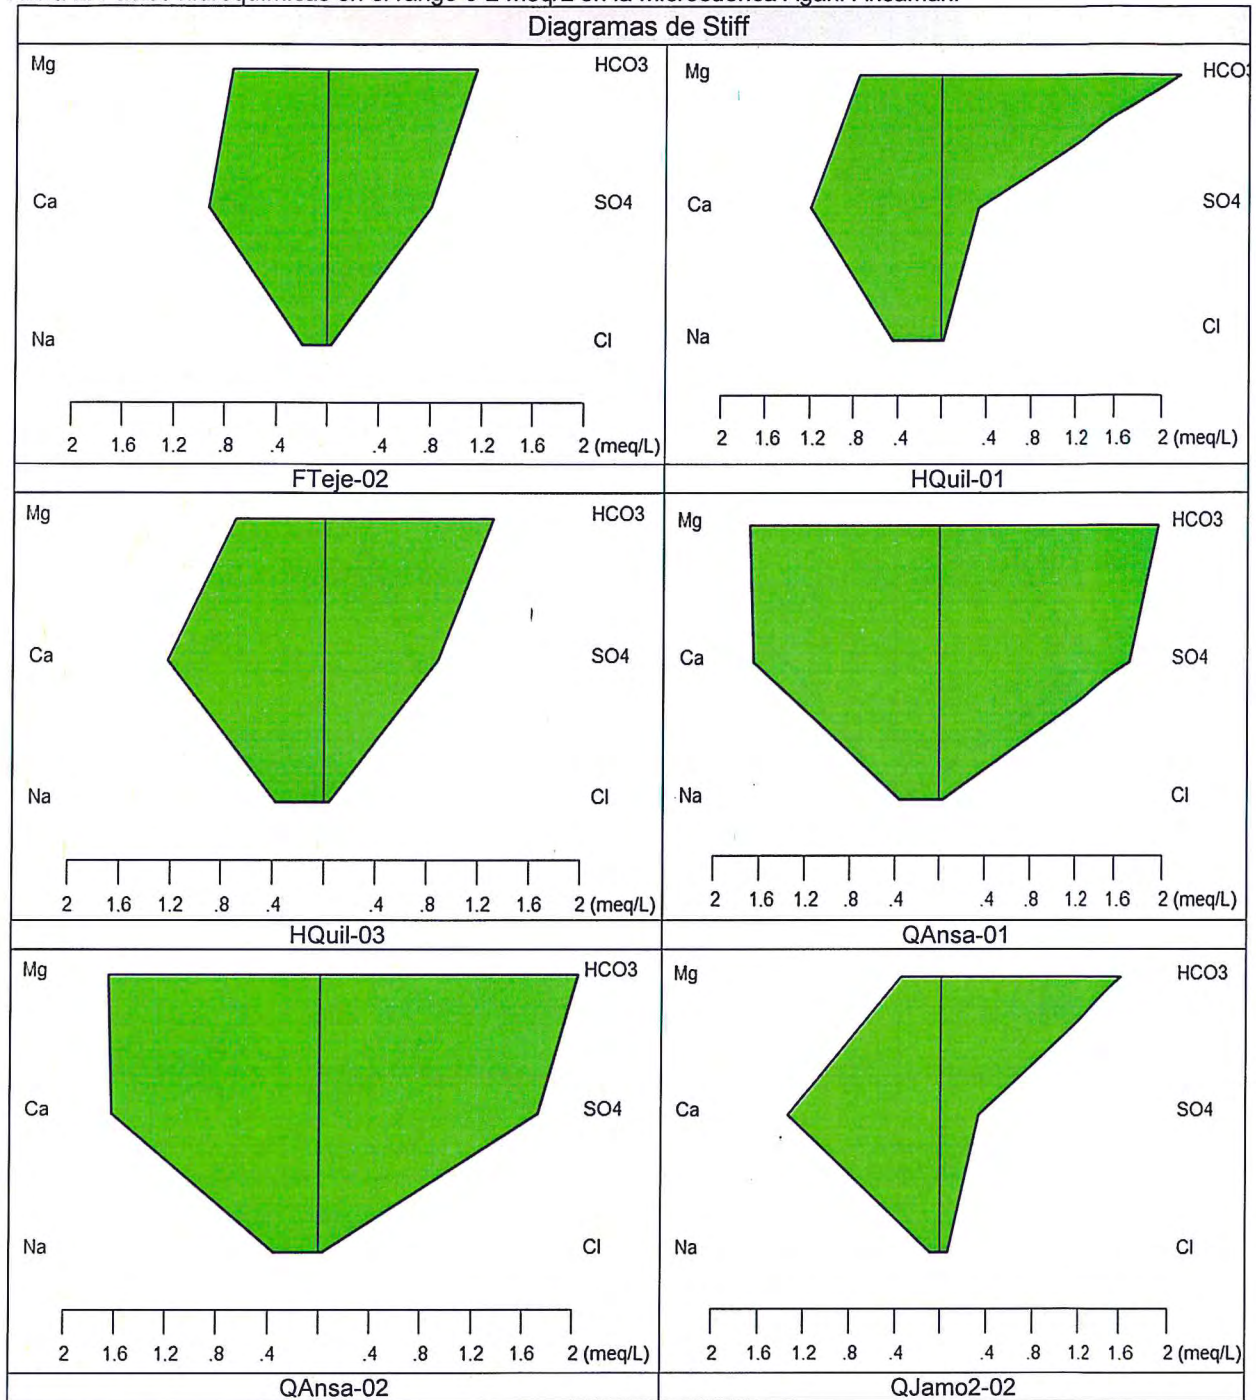 Diagramas de Stiff
Mg HCO3
Ca SO4
Na Cl
2 1.6 1.2 .8 .4 .4 .8 1.2 1.6 2 (meq/L)
FTeje-02
Mg HCO3
Ca SO4
Na Cl
2 1.6 1.2 .8 .4 .4 .8 1.2 1.6 2 (meq/L)
HQuil-01
Mg HCO3
Ca SO4
Na Cl
2 1.6 1.2 .8 .4 .4 .8 1.2 1.6 2 (meq/L)
HQuil-03
Mg HCO3
Ca SO4
Na Cl
2 1.6 1.2 .8 .4 .4 .8 1.2 1.6 2 (meq/L)
QAnsa-01
Mg HCO3
Ca SO4
Na Cl
2 1.6 1.2 .8 .4 .4 .8 1.2 1.6 2 (meq/L)
QAnsa-02
Mg HCO3
Ca SO4
Na Cl
2 1.6 1.2 .8 .4 .4 .8 1.2 1.6 2 (meq/L)
QJamo2-02